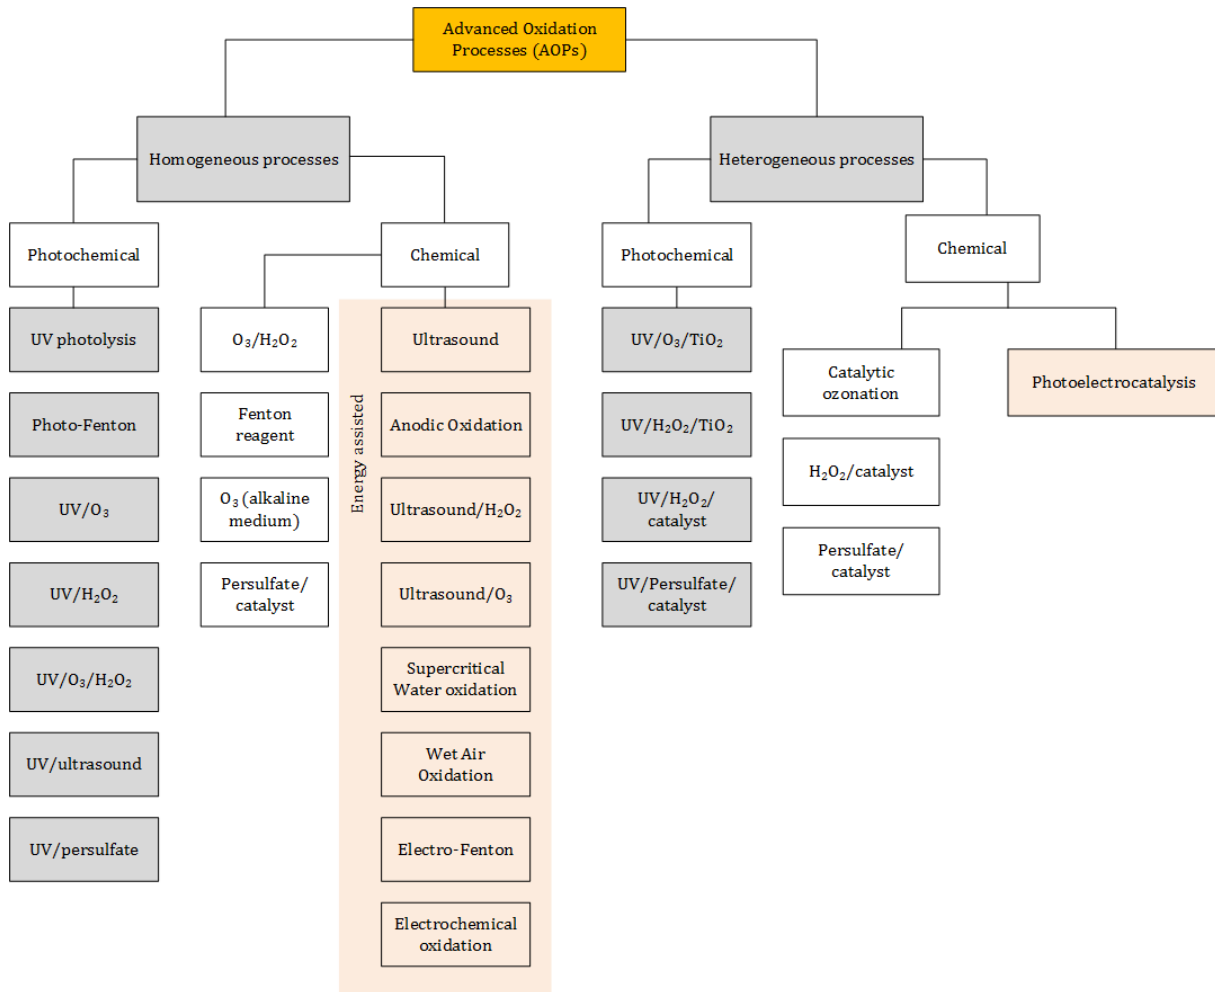 Advanced Oxidation
Processes (AOPs)
Homogeneous processes
Heterogeneous processes
Photochemical
Chemical
Photochemical
Chemical
UV photolysis
Photo-Fenton
UV/O₃
UV/H₂O₂
UV/O₃/H₂O₂
UV/ultrasound
UV/persulfate
O₃/H₂O₂
Fenton
reagent
O₃ (alkaline
medium)
Persulfate/
catalyst
Energy assisted
Ultrasound
Anodic Oxidation
Ultrasound/H₂O₂
Ultrasound/O₃
Supercritical
Water oxidation
Wet Air
Oxidation
Electro-Fenton
Electrochemical
oxidation
UV/O₃/TiO₂
UV/H₂O₂/TiO₂
UV/H₂O₂/
catalyst
UV/Persulfate/
catalyst
Catalytic
ozonation
H₂O₂/catalyst
Persulfate/
catalyst
Photoelectrocatalysis